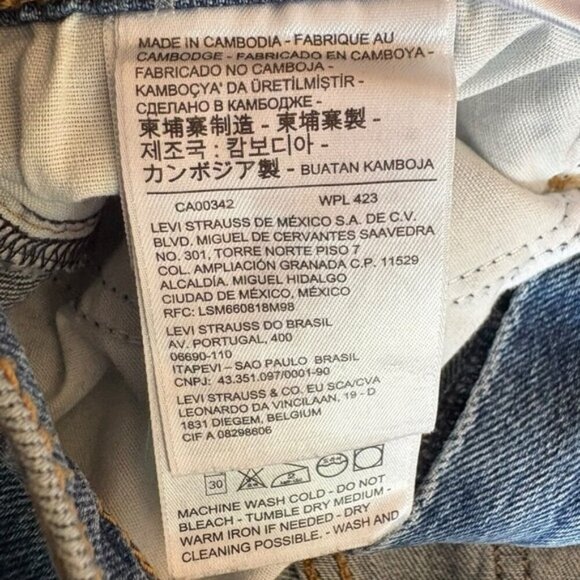 MADE IN CAMBODIA - FABRIQUE AU
CAMBODGE - FABRICADO EN CAMBOYA -
FABRICADO NO CAMBOJA -
KAMBOÇYA' DA ÜRETİLMİŞTİR -
СДЕЛАНО В КАМБОДЖЕ -
柬埔寨制造 - 柬埔寨製 -
제조국 : 캄보디아 -
カンボジア製 - BUATAN KAMBOJA
CA00342 WPL 423
LEVI STRAUSS DE MÉXICO S.A. DE C.V.
BLVD. MIGUEL DE CERVANTES SAAVEDRA
NO. 301, TORRE NORTE PISO 7
COL. AMPLIACIÓN GRANADA C.P. 11529
ALCALDÍA. MIGUEL HIDALGO
CIUDAD DE MÉXICO, MÉXICO
RFC: LSM660818M98
LEVI STRAUSS DO BRASIL
AV. PORTUGAL, 400
06690-110
ITAPEVI – SAO PAULO BRASIL
CNPJ: 43.351.097/0001-90
LEVI STRAUSS & CO. EU SCA/CVA
LEONARDO DA VINCILAAN, 19 - D
1831 DIEGEM, BELGIUM
CIF A 08298606
30
MACHINE WASH COLD - DO NOT
BLEACH - TUMBLE DRY MEDIUM -
WARM IRON IF NEEDED - DRY
CLEANING POSSIBLE. - WASH AND